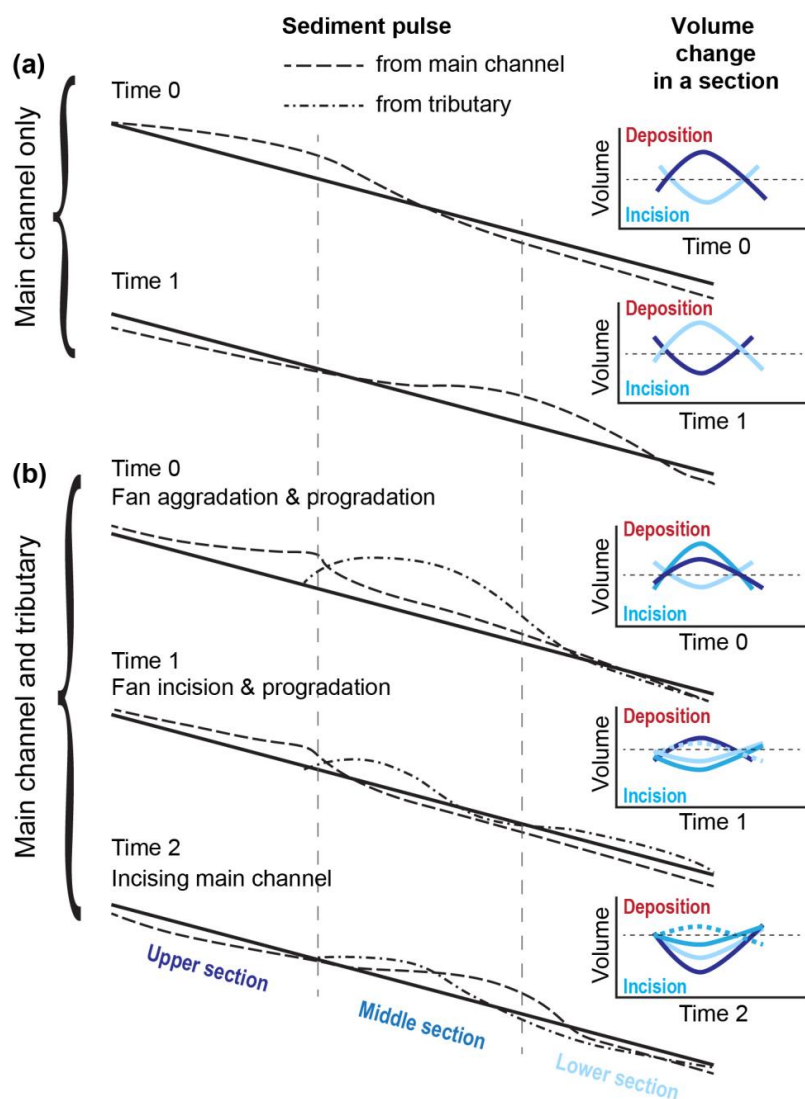 Sediment pulse
from main channel
from tributary
Volume
change
in a section
(a)
Main channel only
Time 0
Deposition
Volume
Incision
Time 0
Time 1
Deposition
Volume
Incision
Time 1
(b)
Main channel and tributary
Time 0
Fan aggradation & progradation
Deposition
Volume
Incision
Time 0
Time 1
Fan incision & progradation
Deposition
Volume
Incision
Time 1
Time 2
Incising main channel
Deposition
Volume
Incision
Time 2
Upper section
Middle section
Lower section